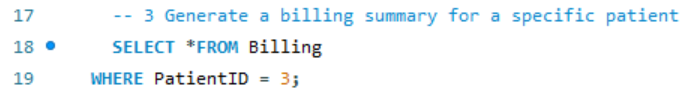 17 -- 3 Generate a billing summary for a specific patient
18 SELECT *FROM Billing
19 WHERE PatientID = 3;